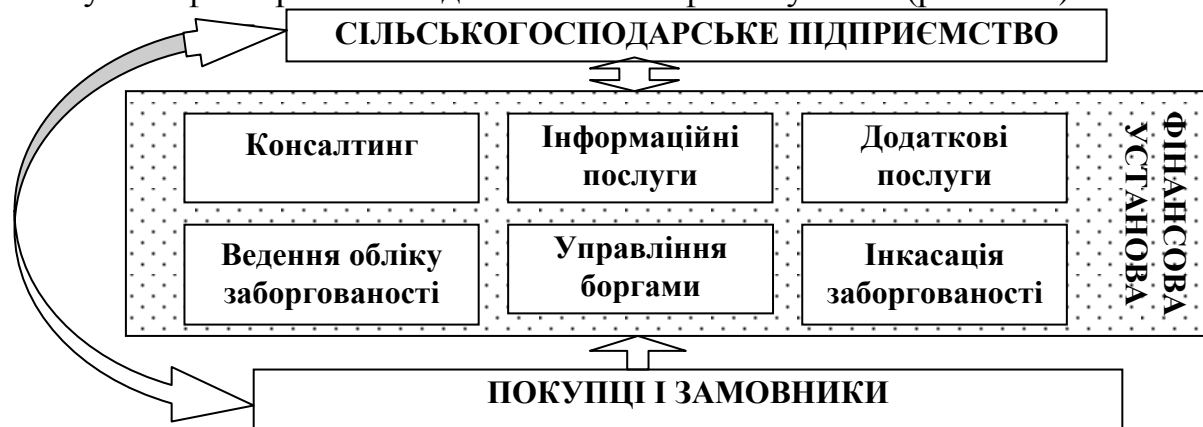 СІЛЬСЬКОГОСПОДАРСЬКЕ ПІДПРИЄМСТВО
Консалтинг
Інформаційні
послуги
Додаткові
послуги
Ведення обліку
заборгованості
Управління
боргами
Інкасація
заборгованості
ФІНАНСОВА
УСТАНОВА
ПОКУПЦІ І ЗАМОВНИКИ